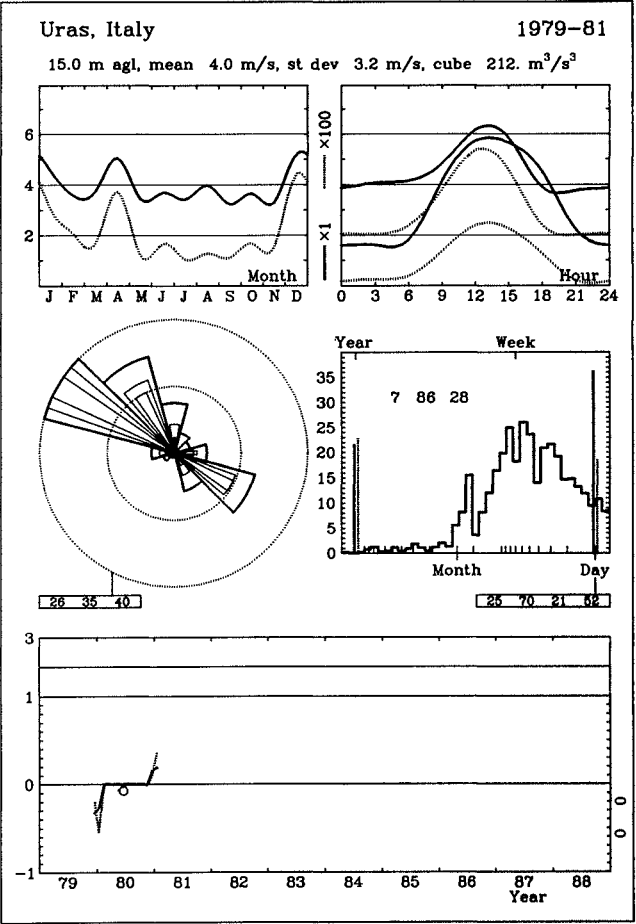 Uras, Italy 1979-81
15.0 m agl, mean 4.0 m/s, st dev 3.2 m/s, cube 212. m³/s³
6
4
2
Month
J F M A M J J A S O N D
×100
×1
Hour
0 3 6 9 12 15 18 21 24
Year Week
35
30
25
20
15
10
5
0
7 86 28
Month Day
26 35 40
25 70 21 52
3
1
0
-1
0
0
79 80 81 82 83 84 85 86 87 88
Year